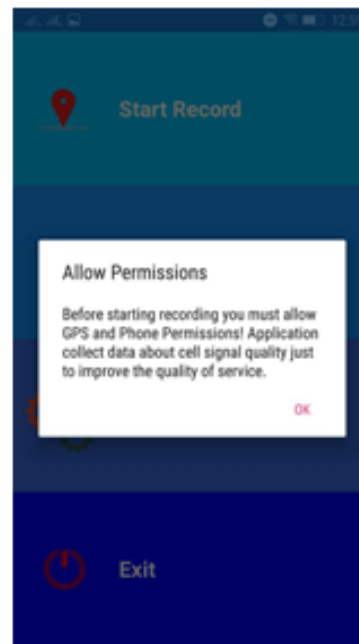 Start Record
Allow Permissions
Before starting recording you must allow
GPS and Phone Permissions! Application
collect data about cell signal quality just
to improve the quality of service.
OK
Exit